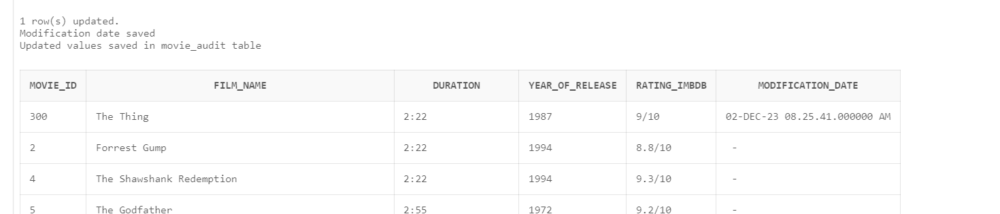 1 row(s) updated.
Modification date saved
Updated values saved in movie_audit table
MOVIE_ID FILM_NAME DURATION YEAR_OF_RELEASE RATING_IMBDB MODIFICATION_DATE
300 The Thing 2:22 1987 9/10 02-DEC-23 08.25.41.000000 AM
2 Forrest Gump 2:22 1994 8.8/10 -
4 The Shawshank Redemption 2:22 1994 9.3/10 -
5 The Godfather 2:55 1972 9.2/10 -